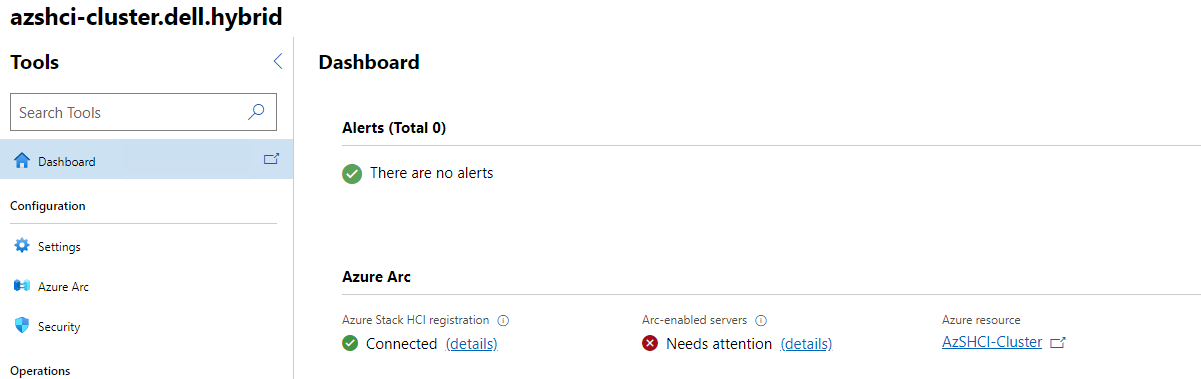 azshci-cluster.dell.hybrid
Tools
Search Tools
Dashboard
Configuration
Settings
Azure Arc
Security
Operations
Dashboard
Alerts (Total 0)
There are no alerts
Azure Arc
Azure Stack HCI registration
Connected (details)
Arc-enabled servers
Needs attention (details)
Azure resource
AzSHCI-Cluster